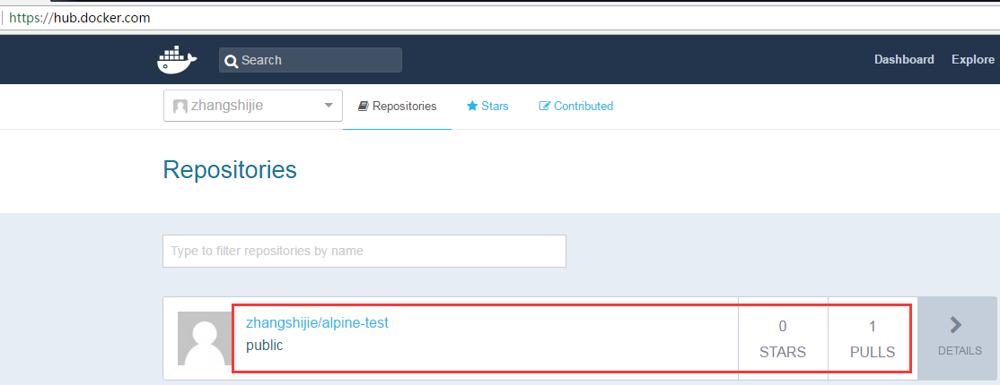 https://hub.docker.com
Search
Dashboard Explore
zhangshijie
Repositories
Stars
Contributed
Repositories
Type to filter repositories by name
zhangshijie/alpine-test
public
0
STARS
1
PULLS
DETAILS